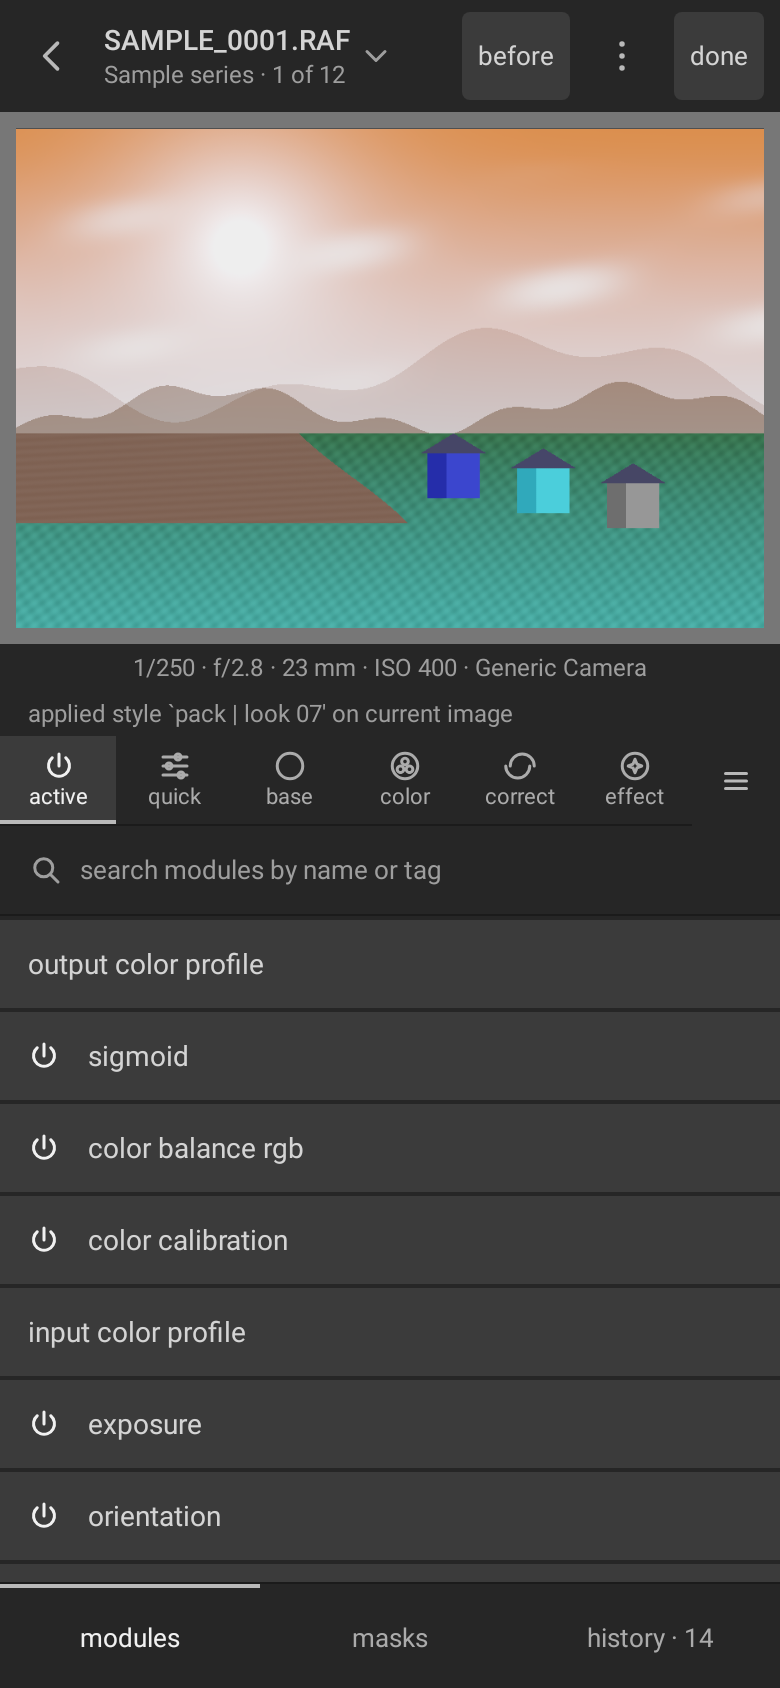 SAMPLE_0001.RAF
Sample series · 1 of 12
before
done
1/250 · f/2.8 · 23 mm · ISO 400 · Generic Camera
applied style `pack | look 07' on current image
active
quick
base
color
correct
effect
search modules by name or tag
output color profile
sigmoid
color balance rgb
color calibration
input color profile
exposure
orientation
modules
masks
history · 14